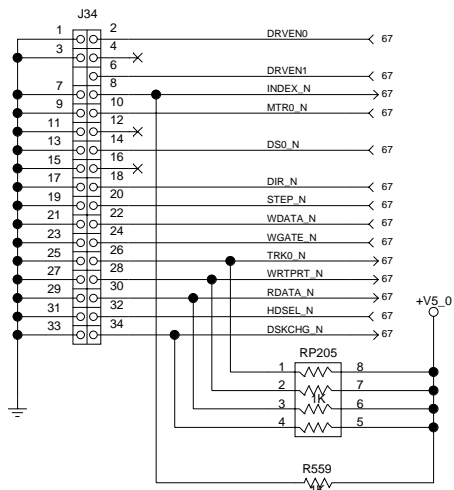 J34
1 2 DRVEN0 67
3 4
6 DRVEN1 67
7 8 INDEX_N 67
9 10 MTR0_N 67
11 12
13 14 DS0_N 67
15 16
17 18 DIR_N 67
19 20 STEP_N 67
21 22 WDATA_N 67
23 24 WGATE_N 67
25 26 TRK0_N 67
27 28 WRTPRT_N 67
29 30 RDATA_N 67
31 32 HDSEL_N 67
33 34 DSKCHG_N 67
+V5_0
RP205
1 8
2 7
1K
3 6
4 5
R559
1K